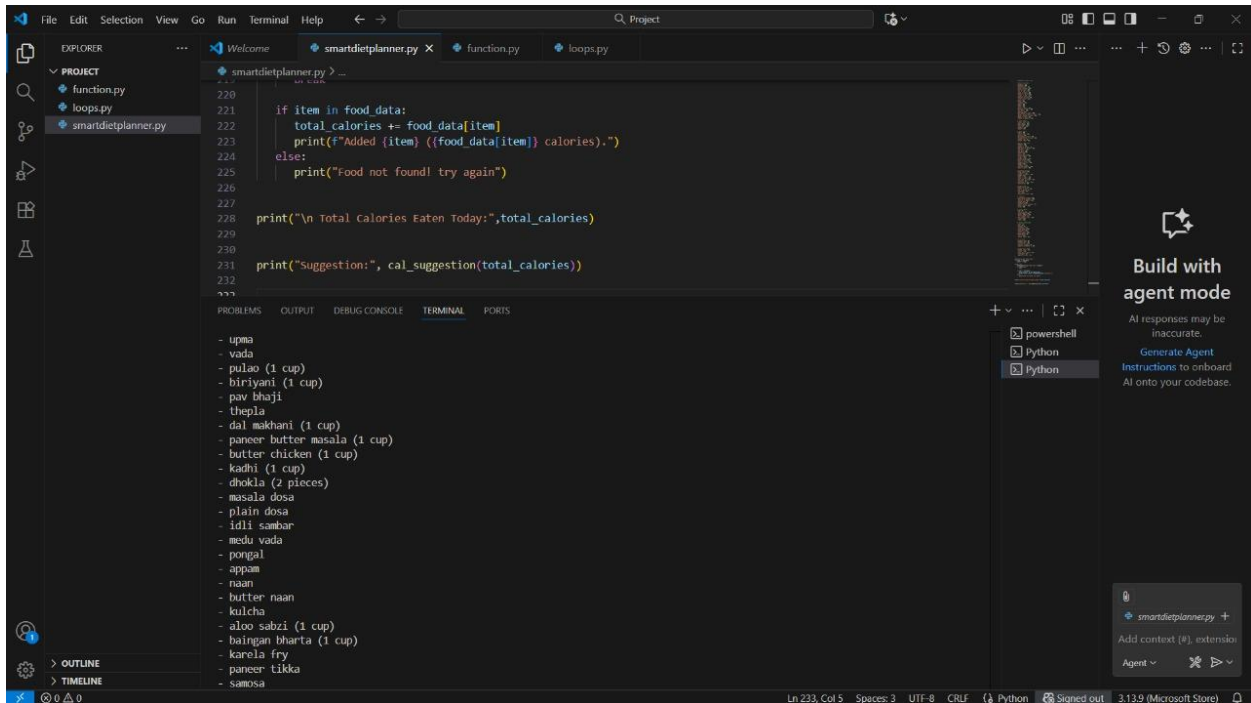 File Edit Selection View Go Run Terminal Help
Project
EXPLORER
PROJECT
function.py
loops.py
smartdietplanner.py
OUTLINE
TIMELINE
Welcome smartdietplanner.py function.py loops.py
smartdietplanner.py > ...
220
221 if item in food_data:
222 total_calories += food_data[item]
223 print(f"Added {item} ({food_data[item]} calories).")
224 else:
225 print("Food not found! try again")
226
227
228 print("\n Total Calories Eaten Today:",total_calories)
229
230
231 print("Suggestion:", cal_suggestion(total_calories))
232
PROBLEMS OUTPUT DEBUG CONSOLE TERMINAL PORTS
- upma
- vada
- pulao (1 cup)
- biriyani (1 cup)
- pav bhaji
- thepla
- dal makhani (1 cup)
- paneer butter masala (1 cup)
- butter chicken (1 cup)
- kadhi (1 cup)
- dhokla (2 pieces)
- masala dosa
- plain dosa
- idli sambar
- medu vada
- pongal
- appam
- naan
- butter naan
- kulcha
- aloo sabzi (1 cup)
- baingan bharta (1 cup)
- karela fry
- paneer tikka
- samosa
powershell
Python
Python
Build with
agent mode
AI responses may be
inaccurate.
Generate Agent
Instructions to onboard
AI onto your codebase.
smartdietplanner.py
Add context (#), extension
Agent
1
0 0
Ln 233, Col 5 Spaces: 3 UTF-8 CRLF Python Signed out 3.13.9 (Microsoft Store)